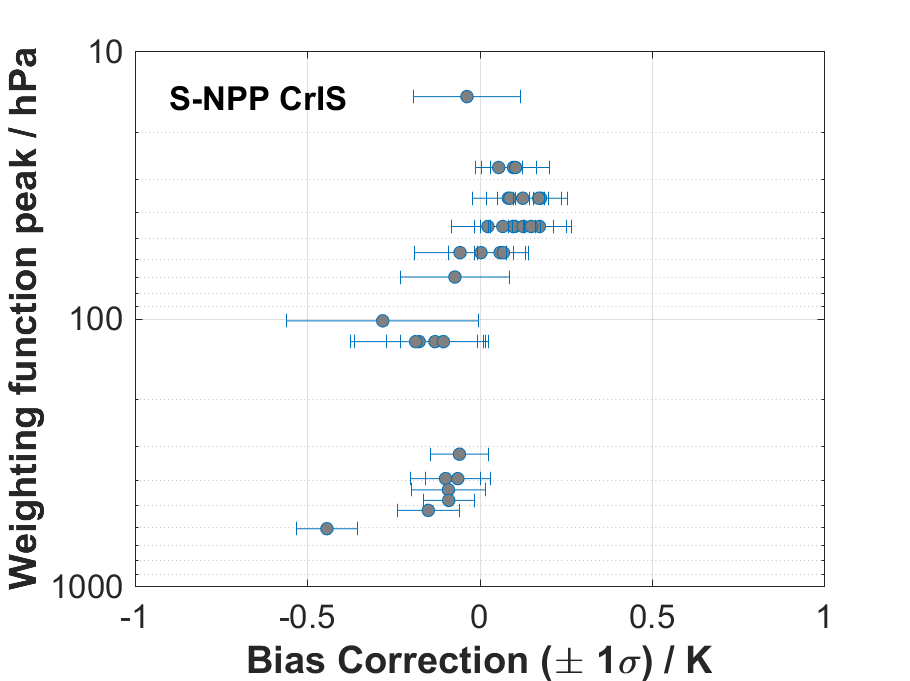 10
S-NPP CrIS
100
1000
Weighting function peak / hPa
-1 -0.5 0 0.5 1
Bias Correction (± 1σ) / K